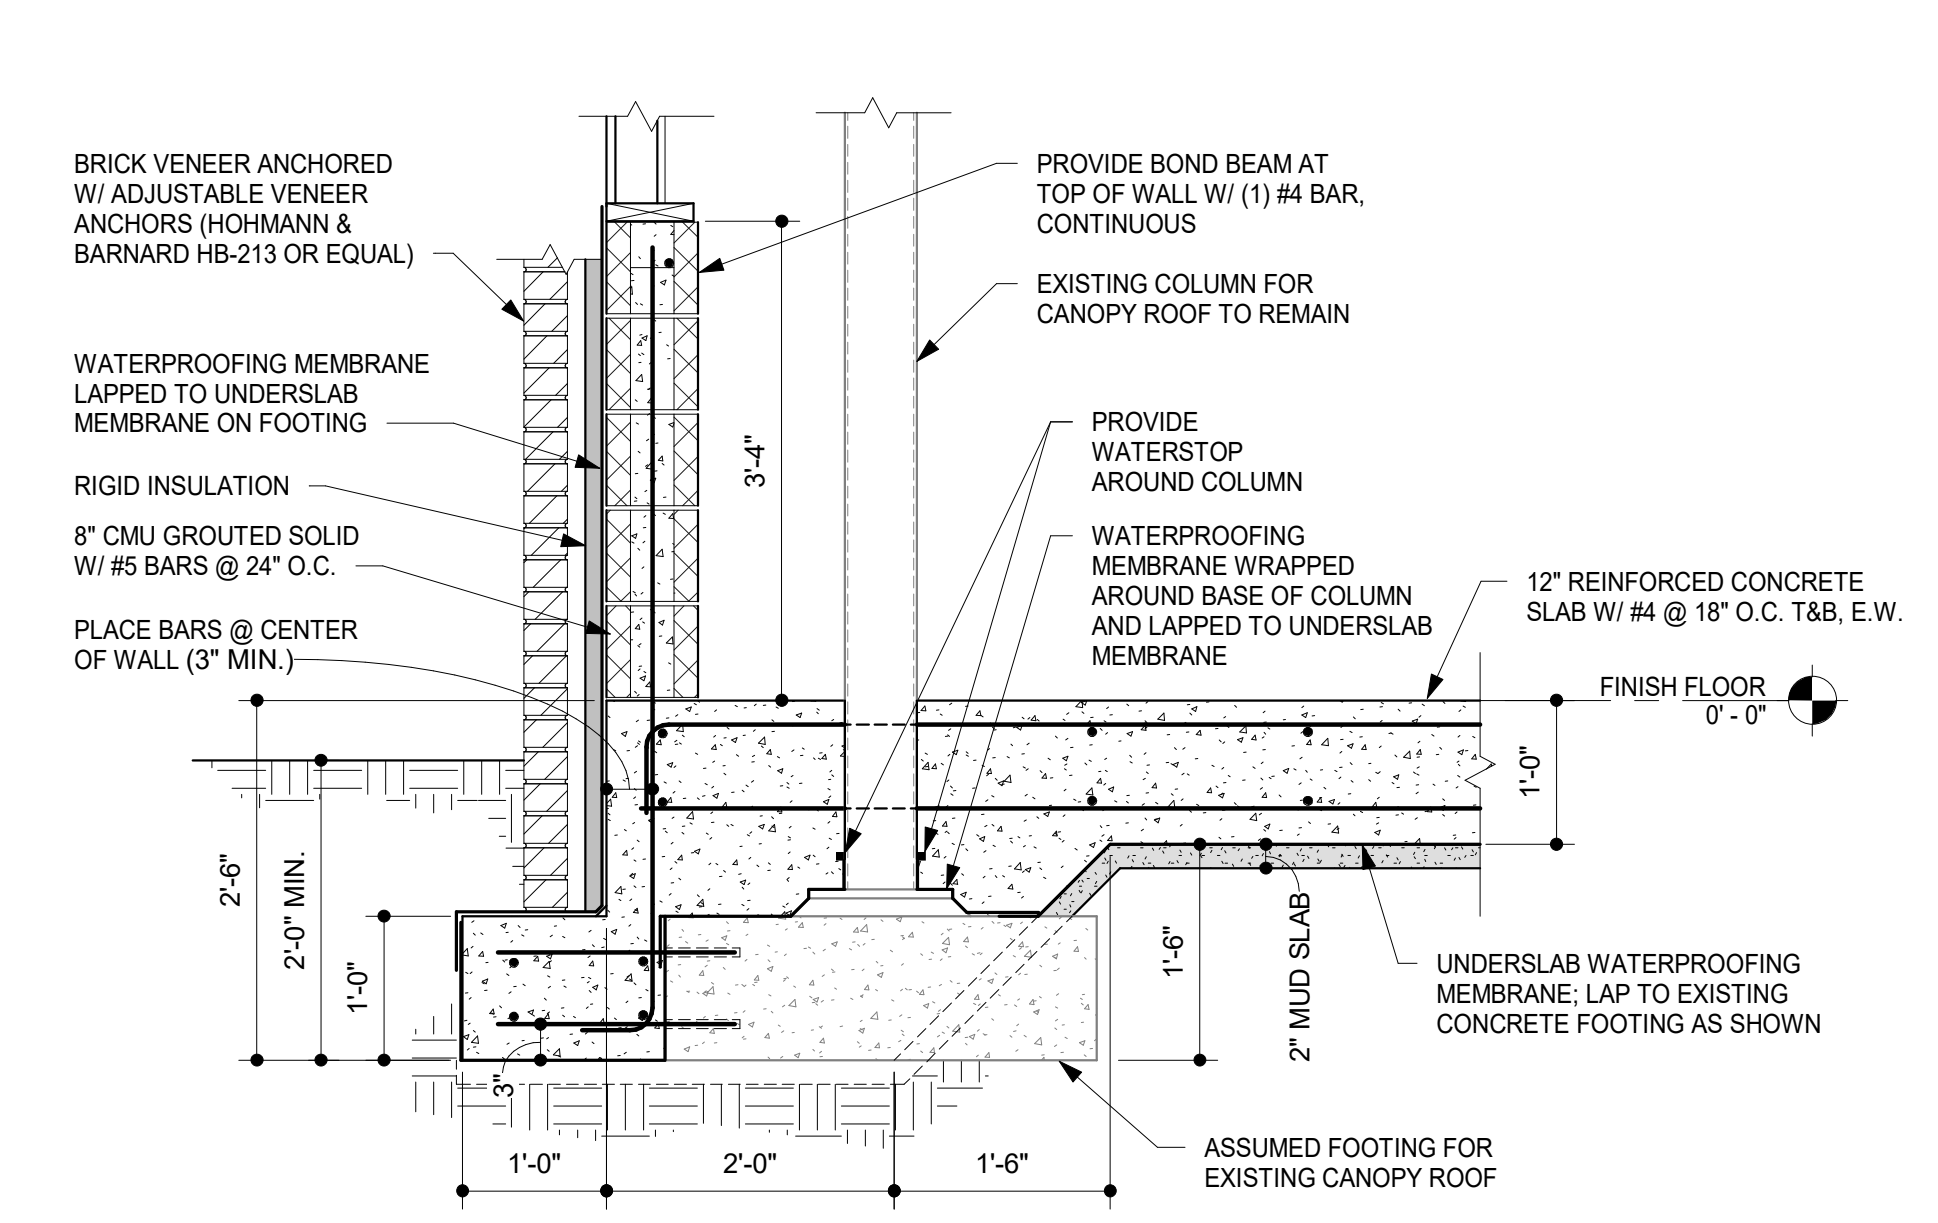 BRICK VENEER ANCHORED
W/ ADJUSTABLE VENEER
ANCHORS (HOHMANN &
BARNARD HB-213 OR EQUAL)
WATERPROOFING MEMBRANE
LAPPED TO UNDERSLAB
MEMBRANE ON FOOTING
RIGID INSULATION
8" CMU GROUTED SOLID
W/ #5 BARS @ 24" O.C.
PLACE BARS @ CENTER
OF WALL (3" MIN.)
PROVIDE BOND BEAM AT
TOP OF WALL W/ (1) #4 BAR,
CONTINUOUS
EXISTING COLUMN FOR
CANOPY ROOF TO REMAIN
PROVIDE
WATERSTOP
AROUND COLUMN
WATERPROOFING
MEMBRANE WRAPPED
AROUND BASE OF COLUMN
AND LAPPED TO UNDERSLAB
MEMBRANE
12" REINFORCED CONCRETE
SLAB W/ #4 @ 18" O.C. T&B, E.W.
FINISH FLOOR
0' - 0"
3'-4"
2'-6"
2'-0" MIN.
1'-0"
3"
1'-6"
2" MUD SLAB
1'-0"
UNDERSLAB WATERPROOFING
MEMBRANE; LAP TO EXISTING
CONCRETE FOOTING AS SHOWN
ASSUMED FOOTING FOR
EXISTING CANOPY ROOF
1'-0"
2'-0"
1'-6"